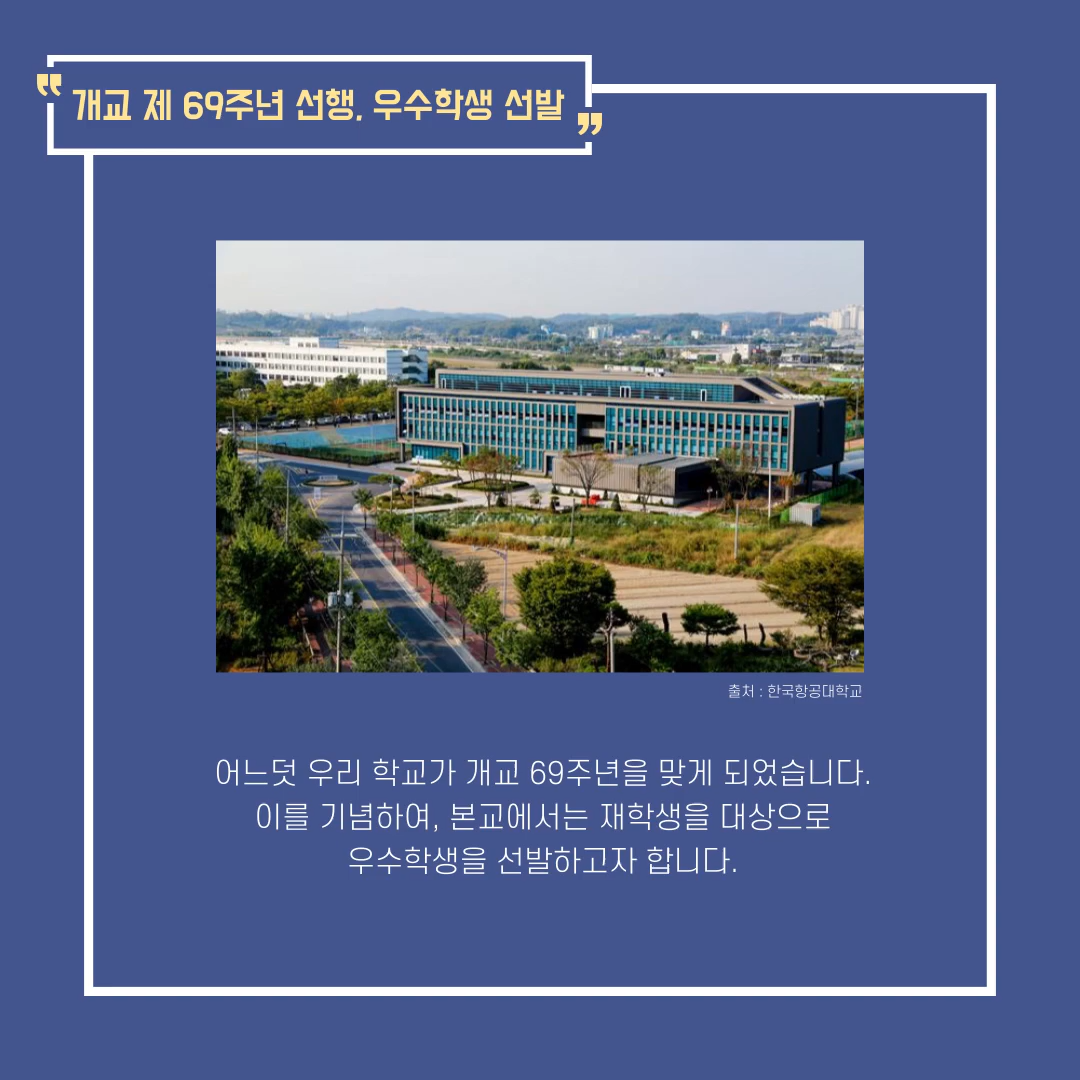 ❝
개교 제 69주년 선행, 우수학생 선발
❞
출처 : 한국항공대학교
어느덧 우리 학교가 개교 69주년을 맞게 되었습니다.
이를 기념하여, 본교에서는 재학생을 대상으로
우수학생을 선발하고자 합니다.